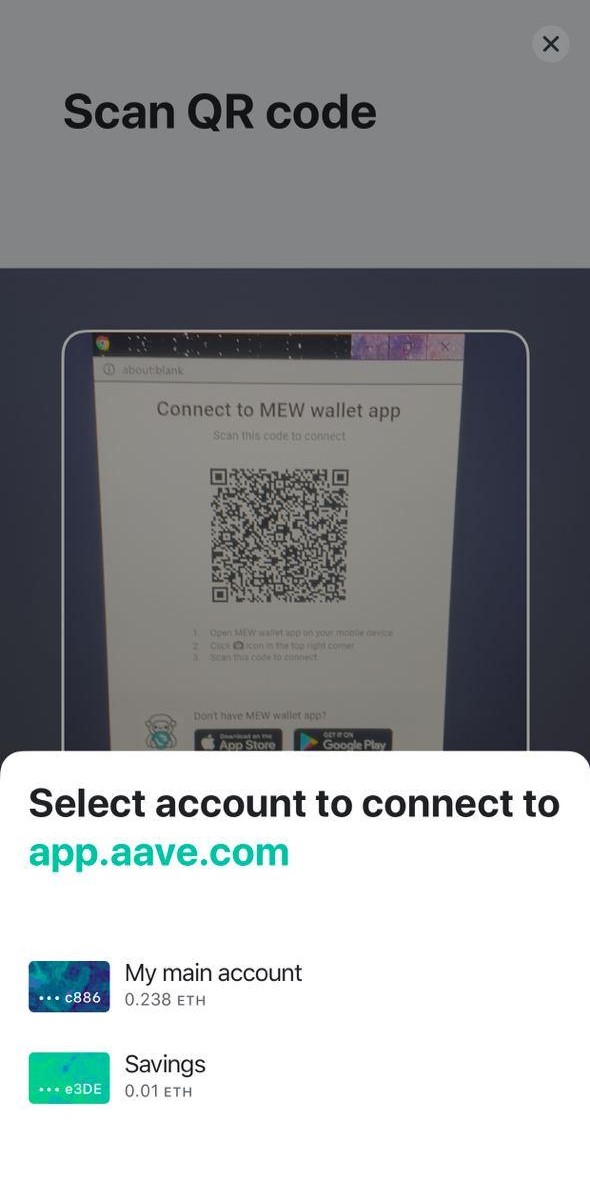 Scan QR code
about:blank
Connect to MEW wallet app
Scan this code to connect
1. Open MEW wallet app on your mobile device
2. Click icon in the top right corner
3. Scan this code to connect
Don't have MEW wallet app?
Download on the
App Store
GET IT ON
Google Play
Select account to connect to
app.aave.com
••• c886
My main account
0.238 ETH
••• e3DE
Savings
0.01 ETH